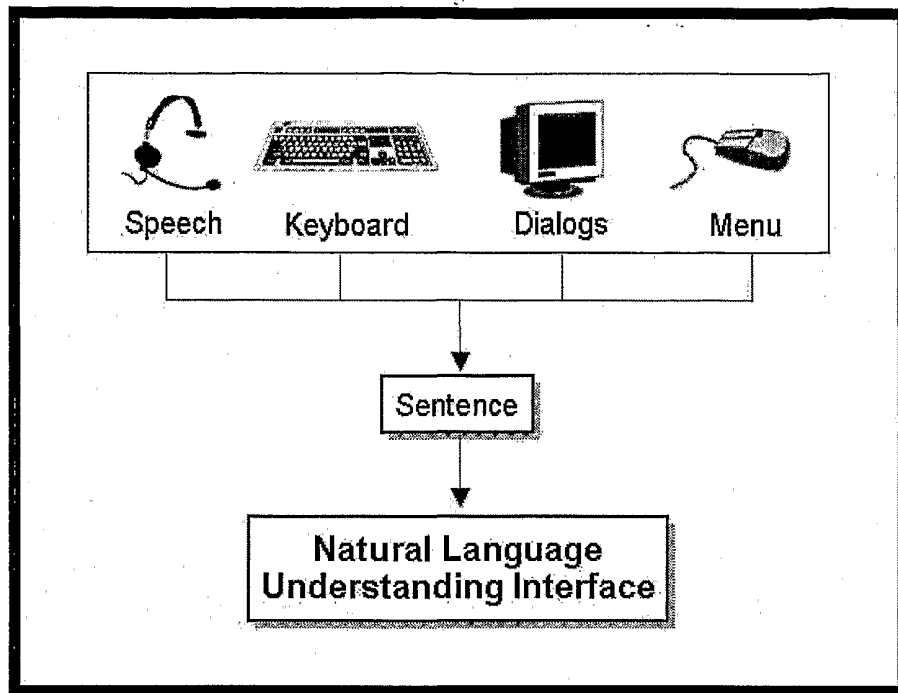 Speech Keyboard Dialogs Menu
Sentence
Natural Language
Understanding Interface